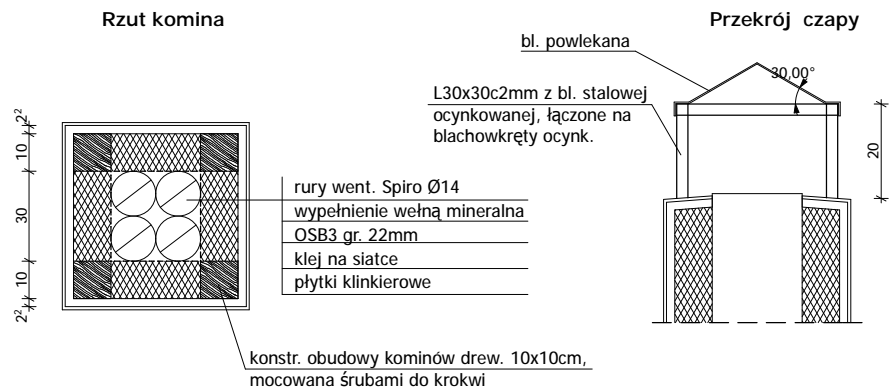 Rzut komina
Przekrój czapy
bl. powlekana
30,00°
L30x30c2mm z bl. stalowej
ocynkowanej, łączone na
blachowkręty ocynk.
20
2²
10
30
10
2²
rury went. Spiro Ø14
wypełnienie wełną mineralna
OSB3 gr. 22mm
klej na siatce
płytki klinkierowe
konstr. obudowy kominów drew. 10x10cm,
mocowana śrubami do krokwi